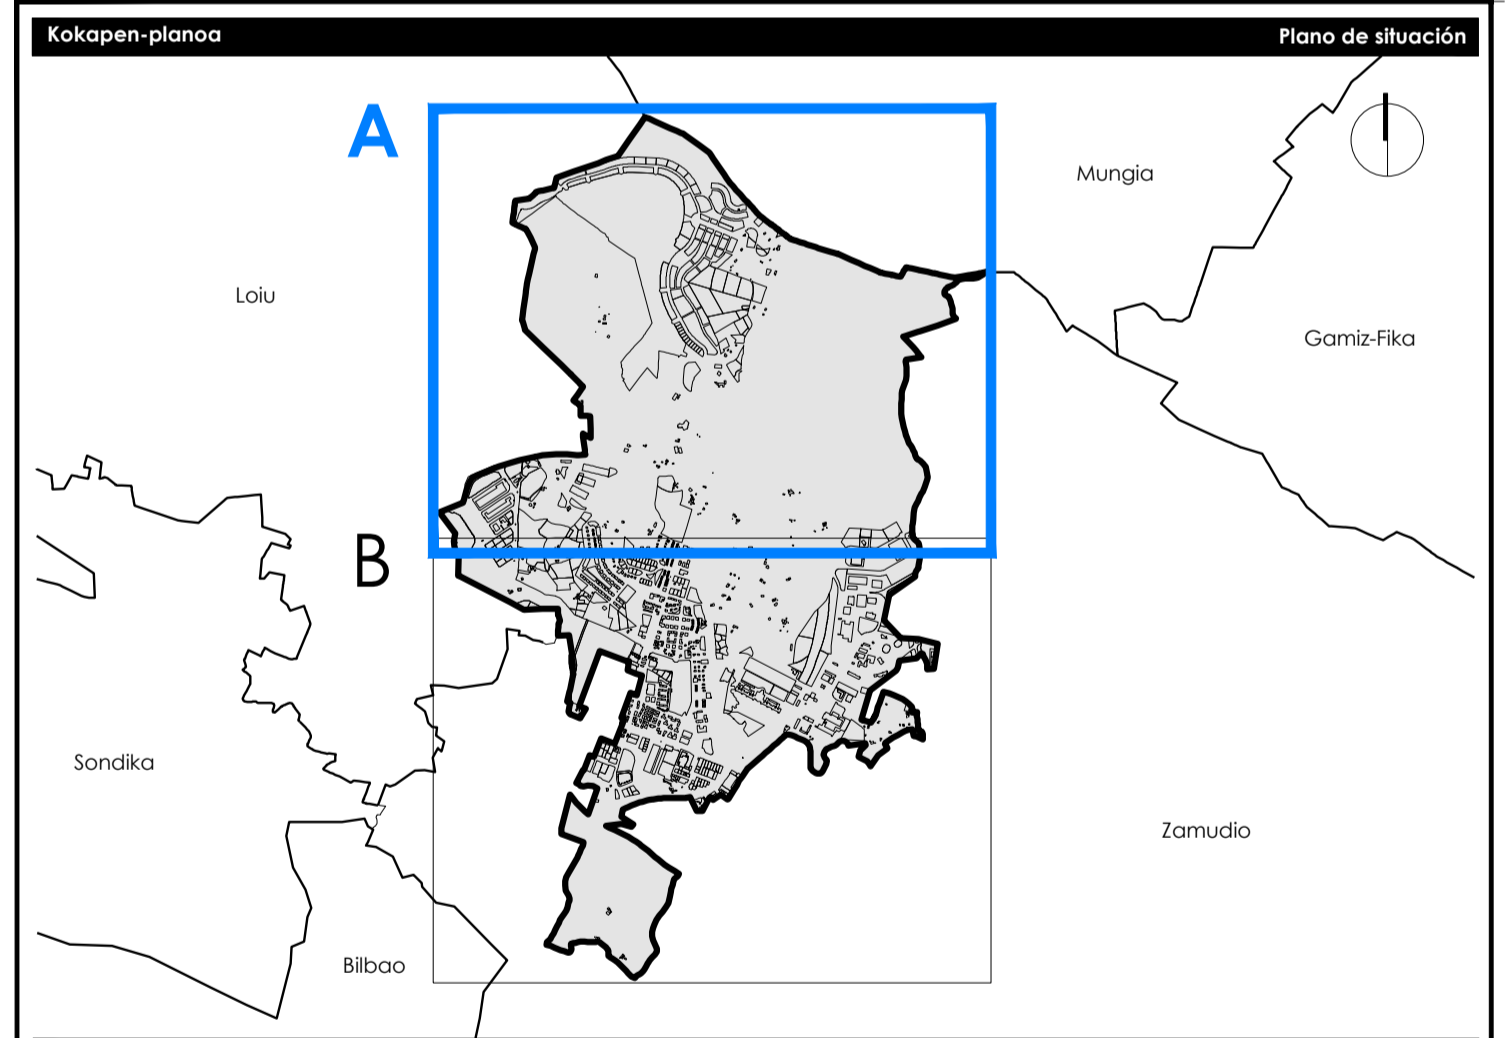 Kokapen-planoa
Plano de situación
A
Mungia
Loiu
Gamiz-Fika
B
Sondika
Zamudio
Bilbao